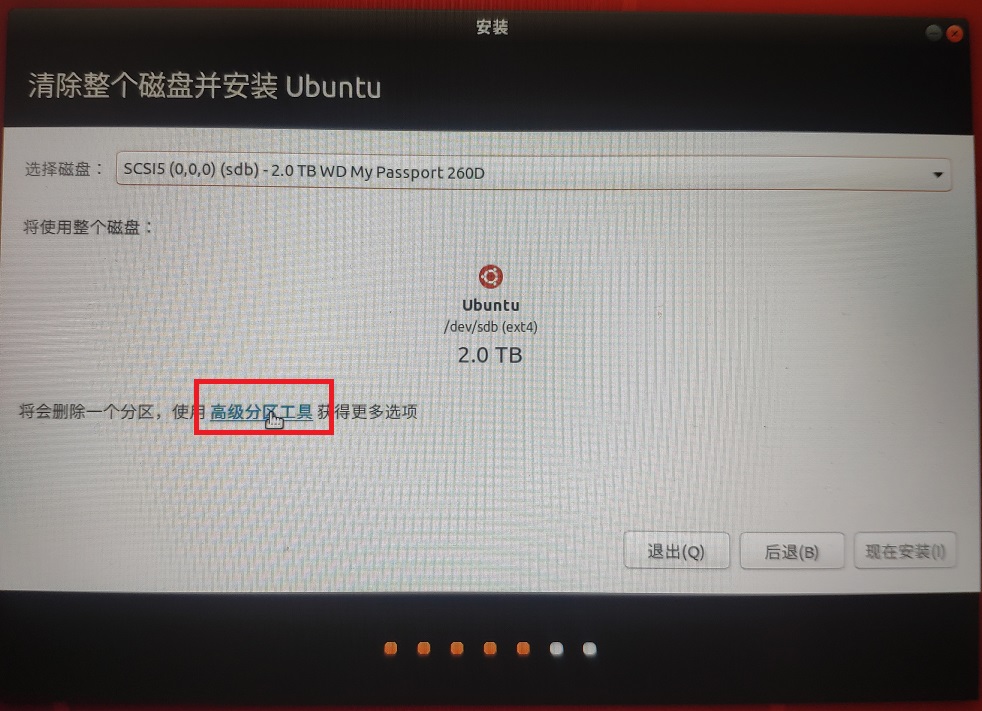 安装
清除整个磁盘并安装 Ubuntu
选择磁盘：
SCSI5 (0,0,0) (sdb) - 2.0 TB WD My Passport 260D
将使用整个磁盘：
Ubuntu
/dev/sdb (ext4)
2.0 TB
将会删除一个分区，使用 高级分区工具 获得更多选项
退出(Q)
后退(B)
现在安装(I)